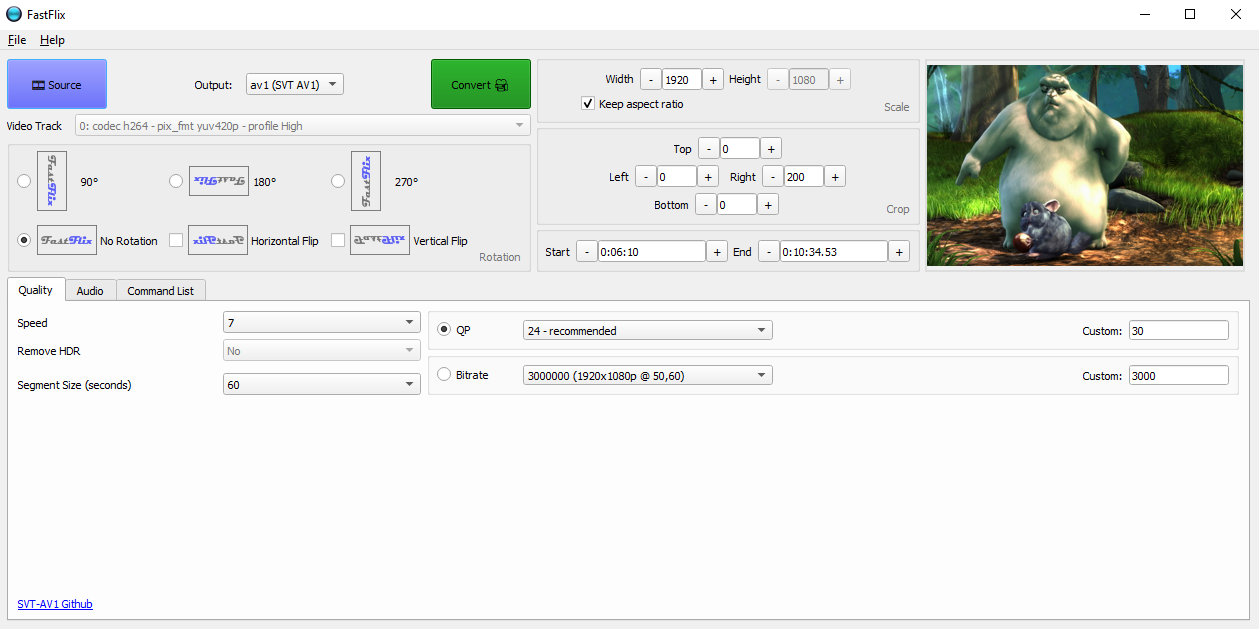 FastFlix
File Help
Source
Output: av1 (SVT AV1)
Convert
Video Track 0: codec h264 - pix_fmt yuv420p - profile High
FastFlix 90°
FastFlix 180°
FastFlix 270°
FastFlix No Rotation
FastFlix Horizontal Flip
FastFlix Vertical Flip
Rotation
Width - 1920 + Height - 1080 +
Keep aspect ratio
Scale
Top - 0 +
Left - 0 + Right - 200 +
Bottom - 0 +
Crop
Start - 0:06:10 + End - 0:10:34.53 +
Quality Audio Command List
Speed 7
Remove HDR No
Segment Size (seconds) 60
QP 24 - recommended Custom: 30
Bitrate 3000000 (1920x1080p @ 50,60) Custom: 3000
SVT-AV1 Github